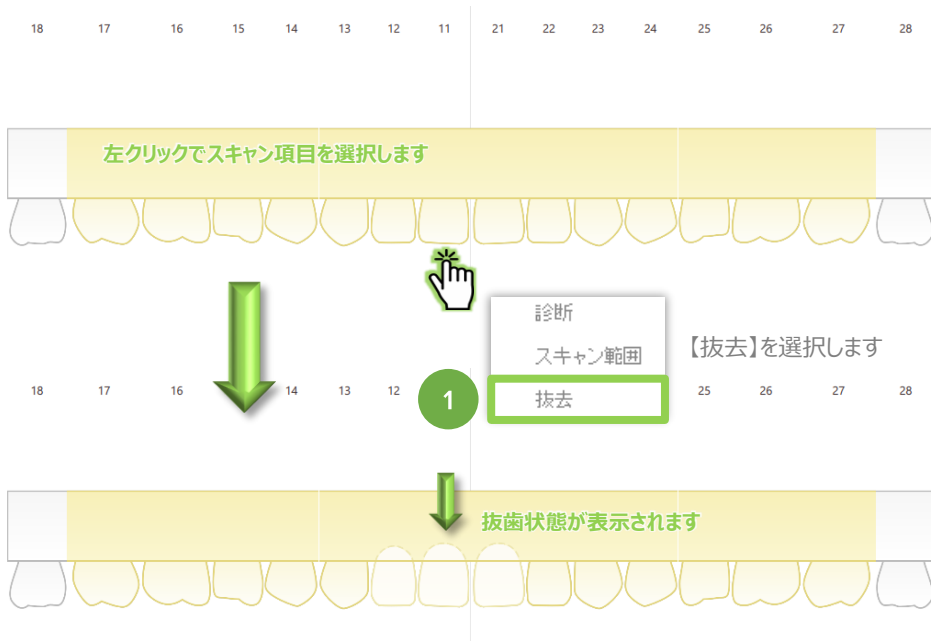 18 17 16 15 14 13 12 11 21 22 23 24 25 26 27 28
左クリックでスキャン項目を選択します
診断
スキャン範囲
【抜去】を選択します
18 17 16 14 13 12 1 抜去 25 26 27 28
抜歯状態が表示されます